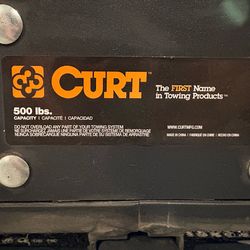 CURT™
The FIRST Name
in Towing Products™
500 lbs.
CAPACITY | CAPACITÉ | CAPACIDAD
DO NOT OVERLOAD ANY PART OF YOUR TOWING SYSTEM
NE SURCHARGEZ JAMAIS UNE PARTIE DE VOTRE SYSTÈME DE REMORQUAGE
NUNCA SOBRECARGAR NINGUNA PARTE DE SU SISTEMA DE ARRASTRE
WWW.CURTMFG.COM
MADE IN CHINA | FABRIQUÉ EN CHINE | HECHO EN CHINA